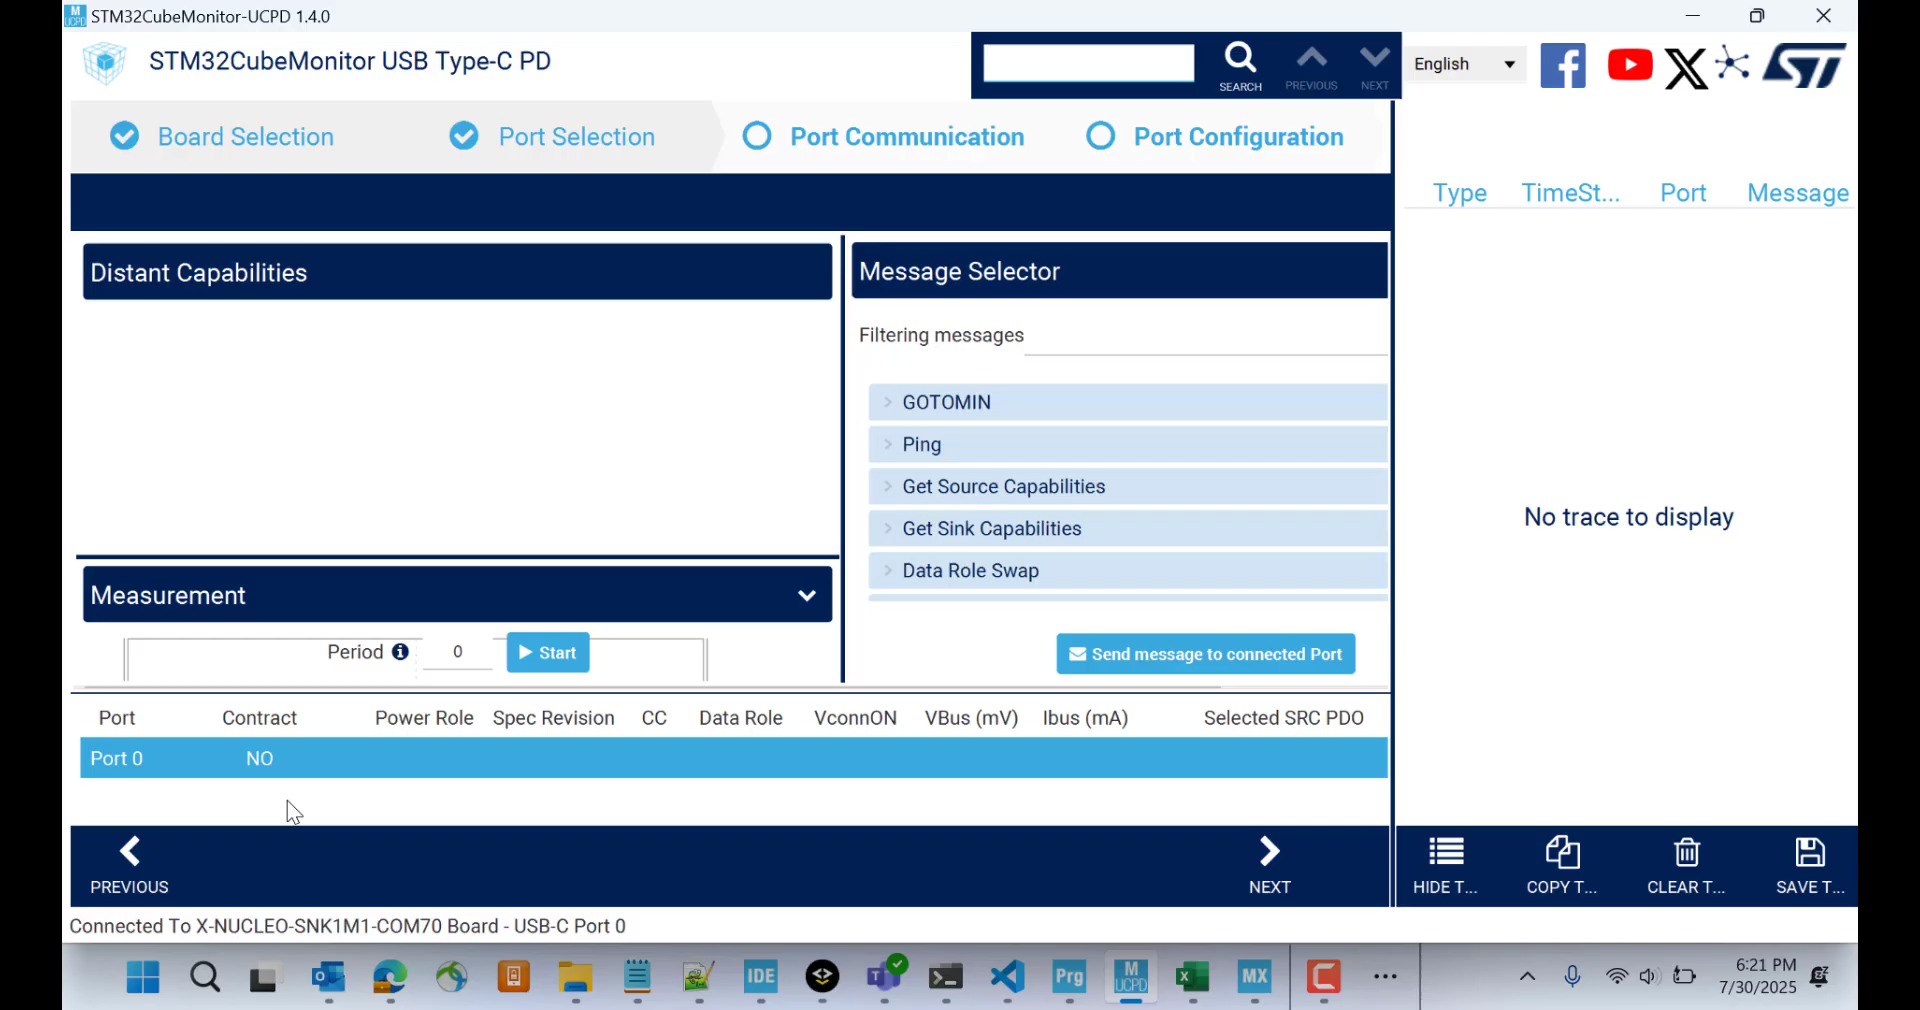 STM32CubeMonitor-UCPD 1.4.0
STM32CubeMonitor USB Type-C PD
SEARCH
PREVIOUS
NEXT
English
Board Selection
Port Selection
Port Communication
Port Configuration
Type TimeSt... Port Message
Distant Capabilities
Message Selector
Filtering messages
GOTOMIN
Ping
Get Source Capabilities
Get Sink Capabilities
Data Role Swap
No trace to display
Measurement
Period 0 Start
Send message to connected Port
Port Contract Power Role Spec Revision CC Data Role VconnON VBus (mV) Ibus (mA) Selected SRC PDO
Port 0 NO
PREVIOUS
NEXT
HIDE T...
COPY T...
CLEAR T...
SAVE T...
Connected To X-NUCLEO-SNK1M1-COM70 Board - USB-C Port 0
IDE
Prg
M
UCPD
MX
6:21 PM
7/30/2025